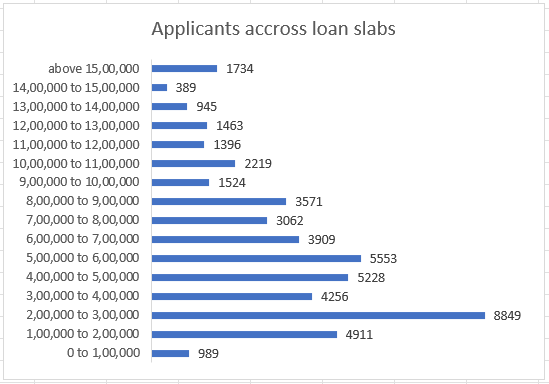 Applicants accross loan slabs
above 15,00,000 1734
14,00,000 to 15,00,000 389
13,00,000 to 14,00,000 945
12,00,000 to 13,00,000 1463
11,00,000 to 12,00,000 1396
10,00,000 to 11,00,000 2219
9,00,000 to 10,00,000 1524
8,00,000 to 9,00,000 3571
7,00,000 to 8,00,000 3062
6,00,000 to 7,00,000 3909
5,00,000 to 6,00,000 5553
4,00,000 to 5,00,000 5228
3,00,000 to 4,00,000 4256
2,00,000 to 3,00,000 8849
1,00,000 to 2,00,000 4911
0 to 1,00,000 989